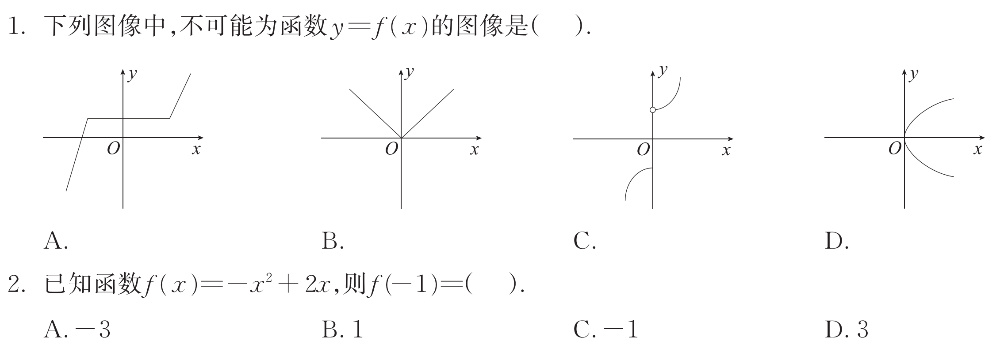 1. 下列图像中,不可能为函数y=f(x)的图像是(  ).
y y y y
O x O x O x O x
A. B. C. D.
2. 已知函数f(x)=-x²+2x,则f(-1)=(  ).
A. -3 B. 1 C. -1 D. 3